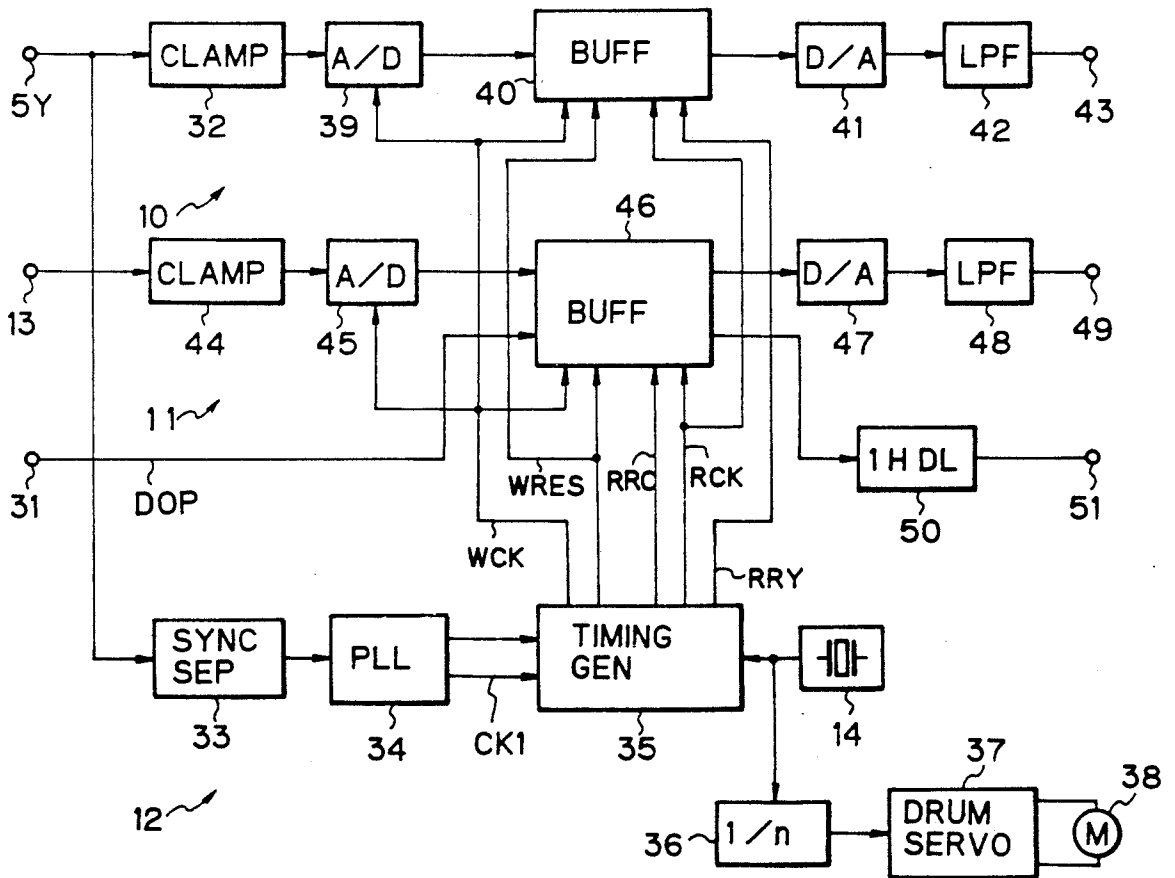 CLAMP
A/D
BUFF
D/A
LPF
5Y
32
39
40
41
42
43
10
46
CLAMP
A/D
BUFF
D/A
LPF
13
44
45
47
48
49
11
31
DOP
WRES
RRC
RCK
1H DL
50
51
WCK
RRY
SYNC
SEP
PLL
TIMING
GEN
33
34
CK1
35
14
12
36
1/n
37
DRUM
SERVO
38
M